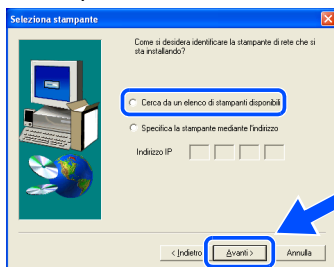 Seleziona stampante
Come si desidera identificare la stampante di rete che si
sta installando?
Cerca da un elenco di stampanti disponibili
Specifica la stampante mediante l'indirizzo
Indirizzo IP
< Indietro
Avanti >
Annulla